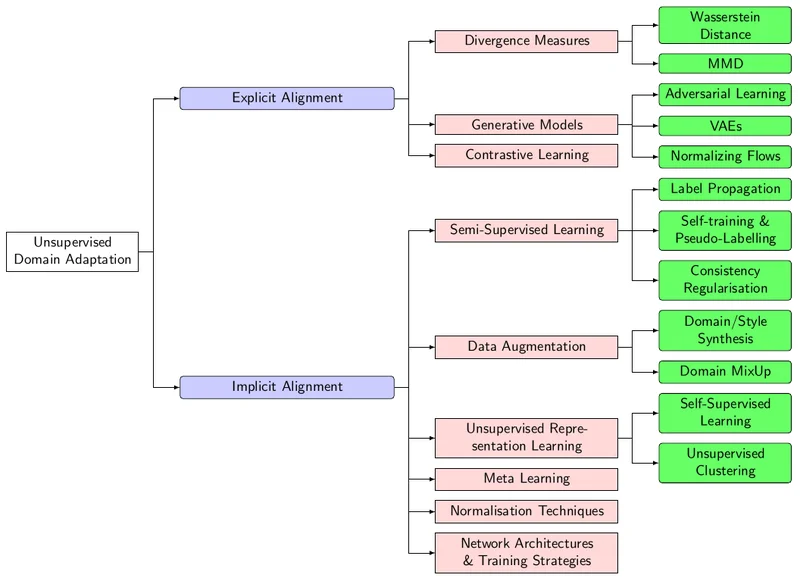 Unsupervised
Domain Adaptation
Explicit Alignment
Divergence Measures
Wasserstein
Distance
MMD
Generative Models
Adversarial Learning
VAEs
Normalizing Flows
Contrastive Learning
Implicit Alignment
Semi-Supervised Learning
Label Propagation
Self-training &
Pseudo-Labelling
Consistency
Regularisation
Data Augmentation
Domain/Style
Synthesis
Domain MixUp
Unsupervised Repre-
sentation Learning
Self-Supervised
Learning
Unsupervised
Clustering
Meta Learning
Normalisation Techniques
Network Architectures
& Training Strategies